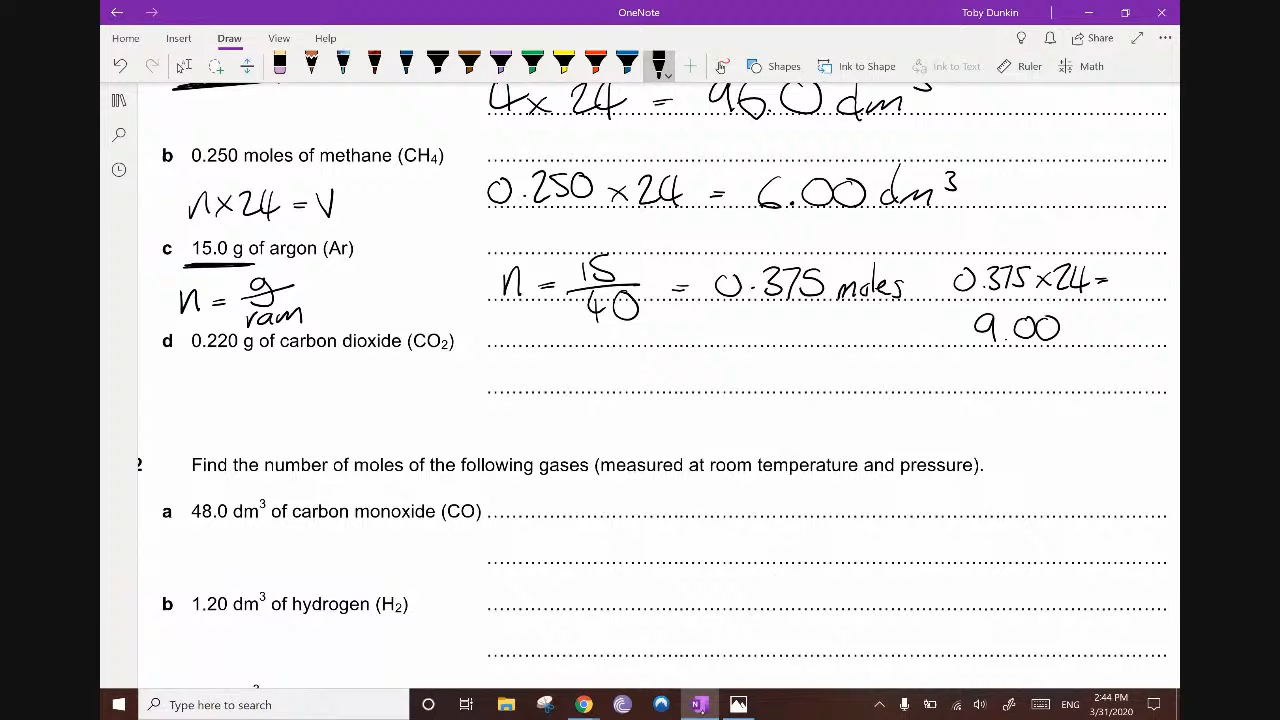 OneNote
Toby Dunkin
Home Insert Draw View Help
Share
Shapes Ink to Shape Ink to Text Ruler Math
4 x 24 = 96.0 dm³
b 0.250 moles of methane (CH₄)
n x 24 = V
0.250 x 24 = 6.00 dm³
c 15.0 g of argon (Ar)
n = g/ram
n = 15/40 = 0.375 moles
0.375 x 24 =
9.00
d 0.220 g of carbon dioxide (CO₂)
2 Find the number of moles of the following gases (measured at room temperature and pressure).
a 48.0 dm³ of carbon monoxide (CO)
b 1.20 dm³ of hydrogen (H₂)
3
Type here to search
ENG
2:44 PM
3/31/2020